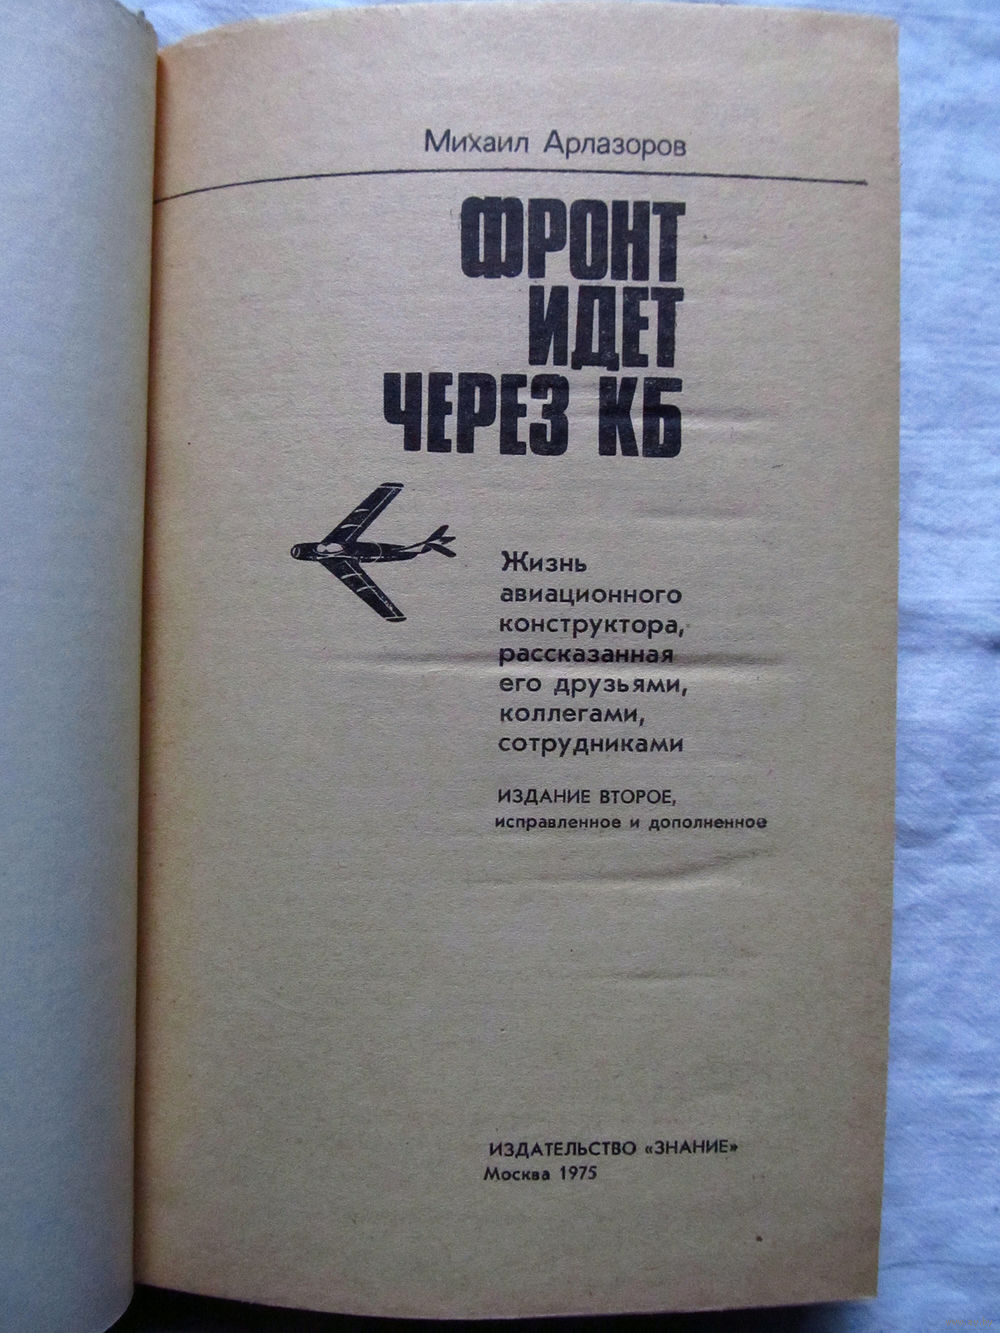 Михаил Арлазоров
ФРОНТ
ИДЕТ
ЧЕРЕЗ КБ
Жизнь
авиационного
конструктора,
рассказанная
его друзьями,
коллегами,
сотрудниками
ИЗДАНИЕ ВТОРОЕ,
исправленное и дополненное
ИЗДАТЕЛЬСТВО «ЗНАНИЕ»
Москва 1975